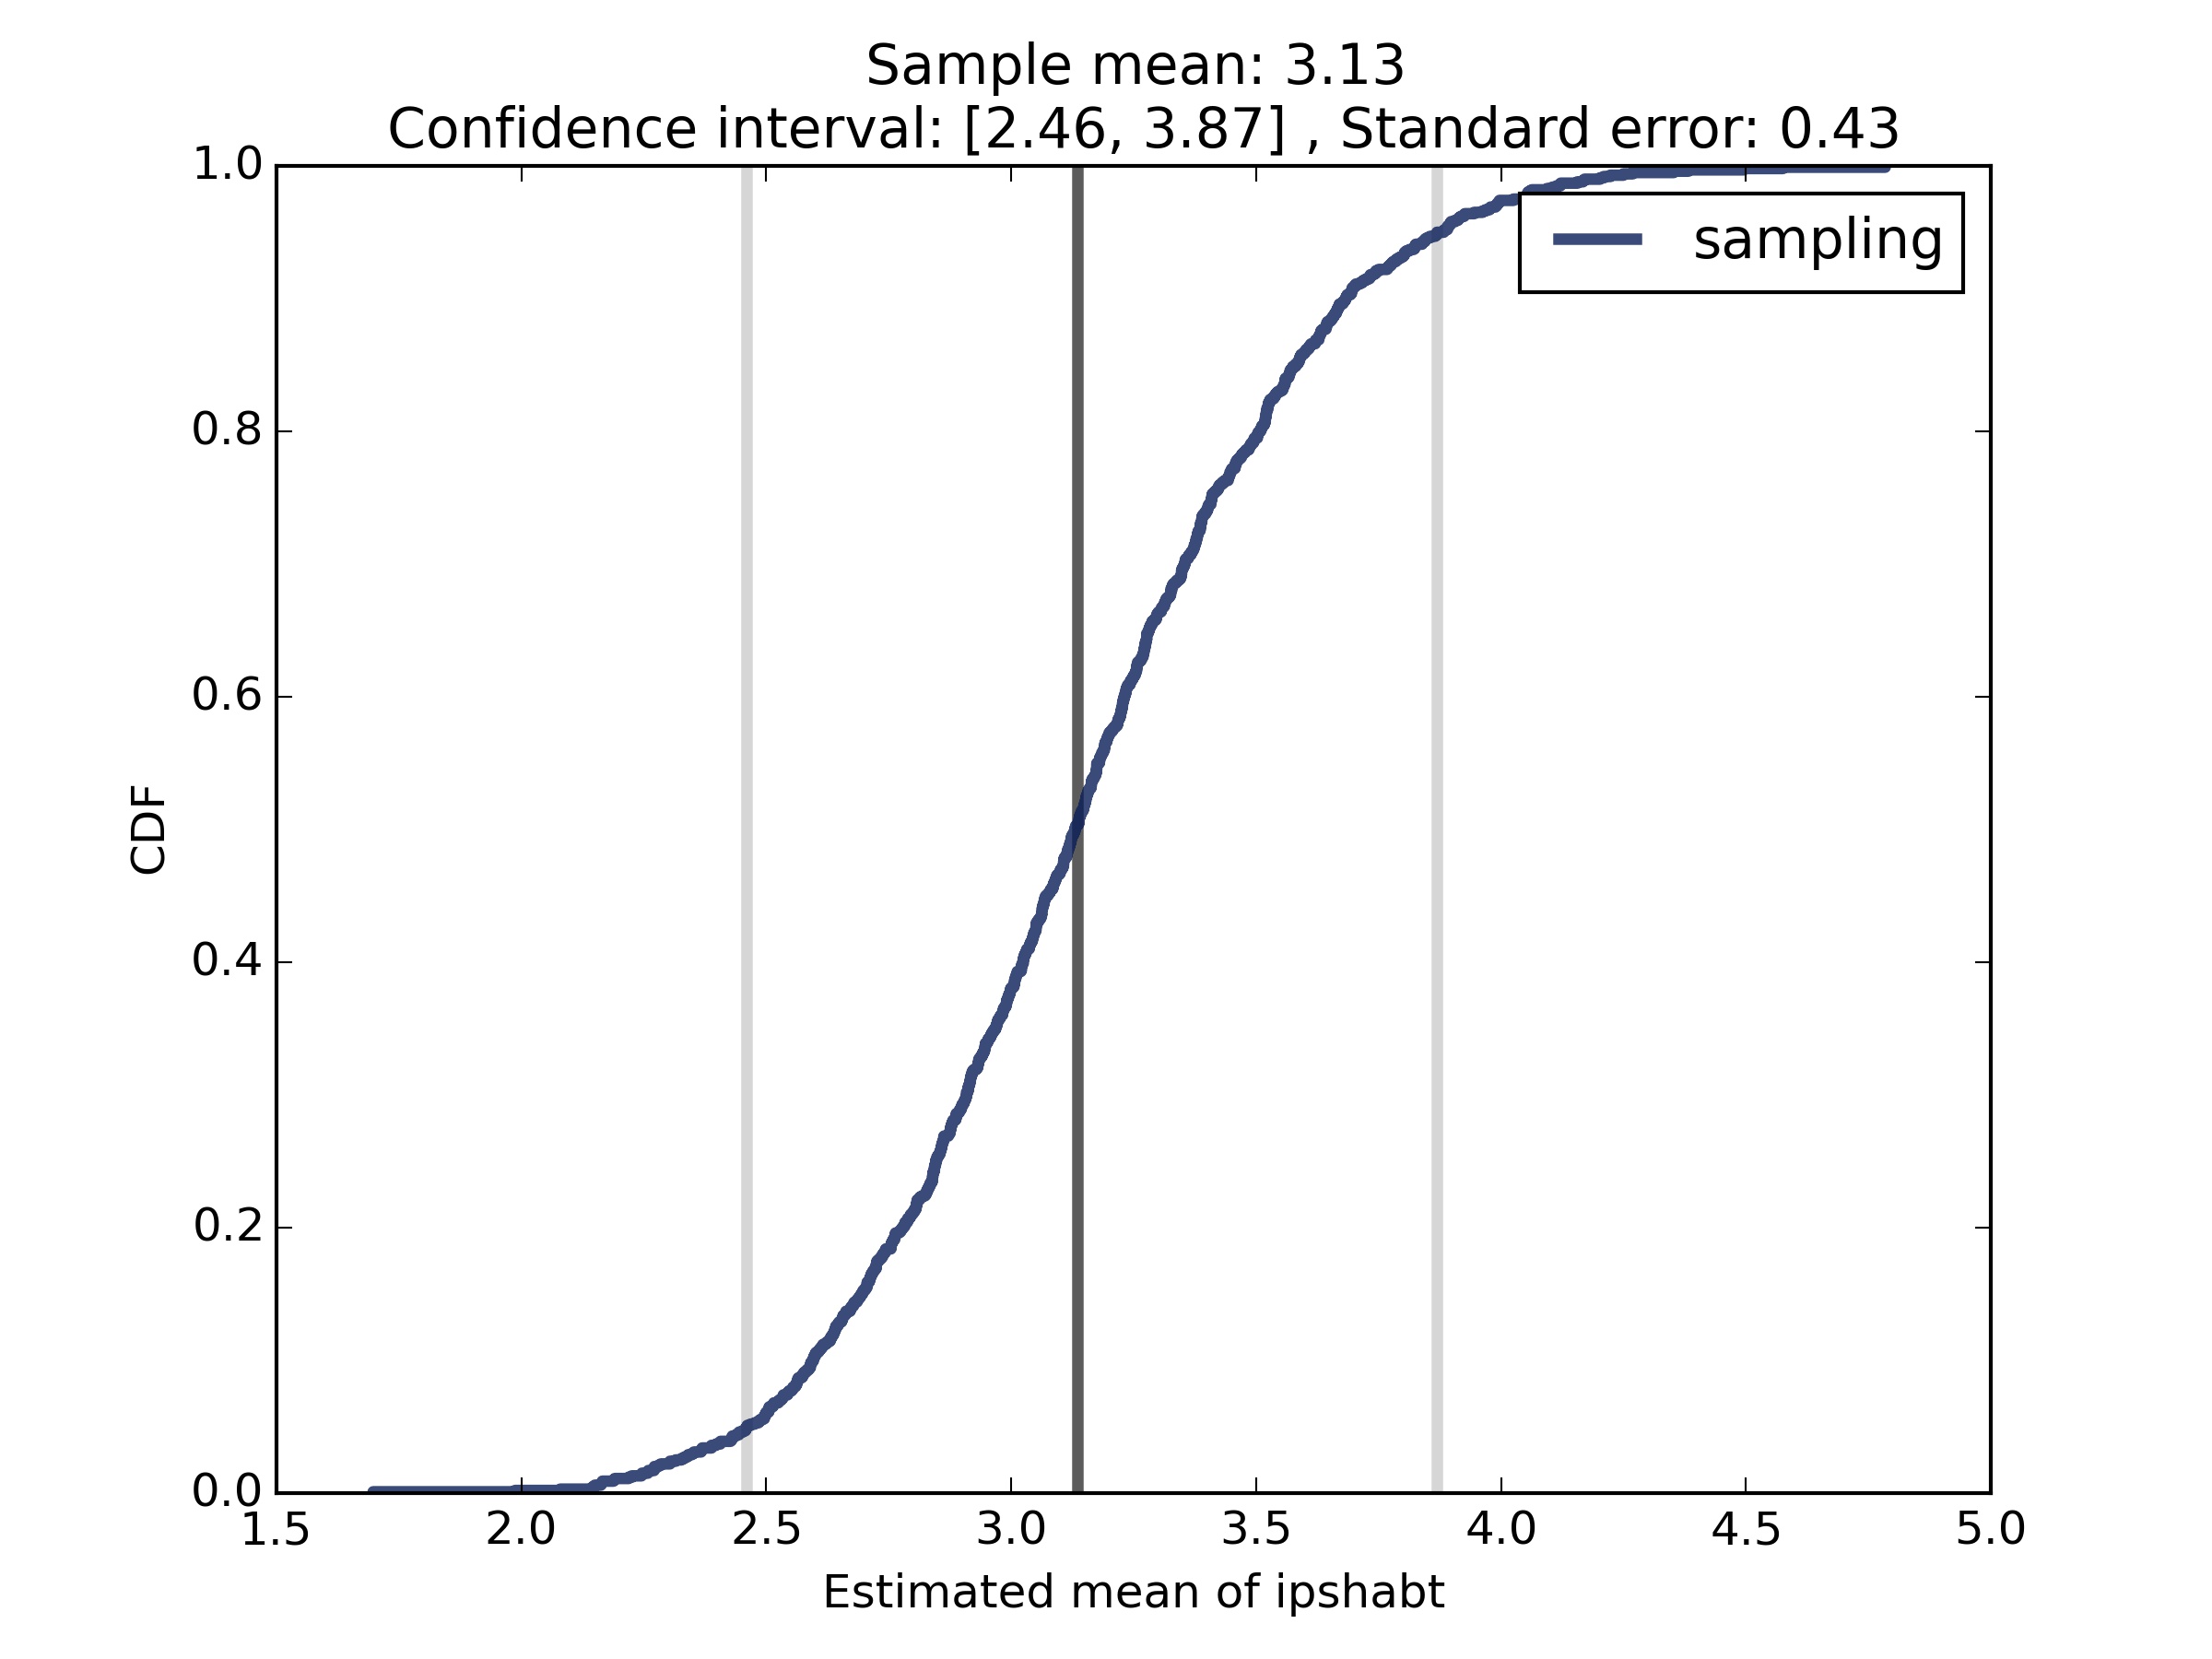 Sample mean: 3.13
Confidence interval: [2.46, 3.87] , Standard error: 0.43
1.0
sampling
0.8
0.6
CDF
0.4
0.2
0.0
1.5 2.0 2.5 3.0 3.5 4.0 4.5 5.0
Estimated mean of ipshabt